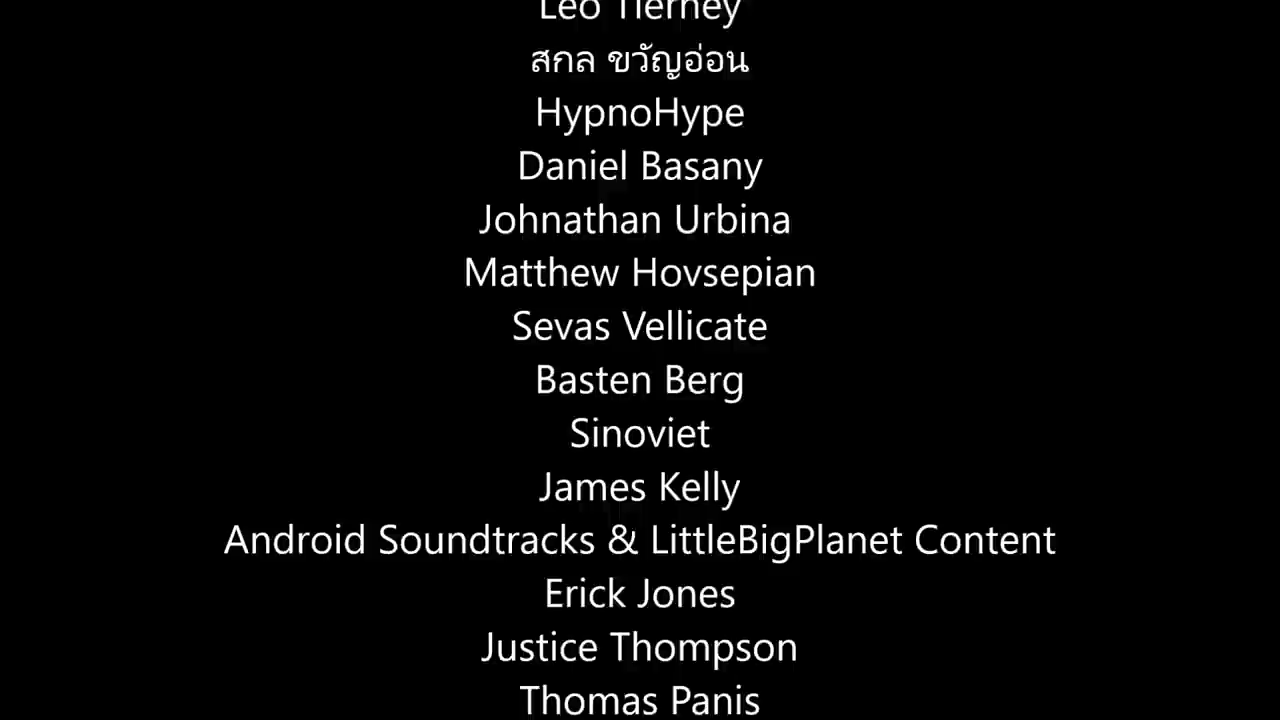 Leo Tierney
สกล ขวัญอ่อน
HypnoHype
Daniel Basany
Johnathan Urbina
Matthew Hovsepian
Sevas Vellicate
Basten Berg
Sinoviet
James Kelly
Android Soundtracks & LittleBigPlanet Content
Erick Jones
Justice Thompson
Thomas Panis